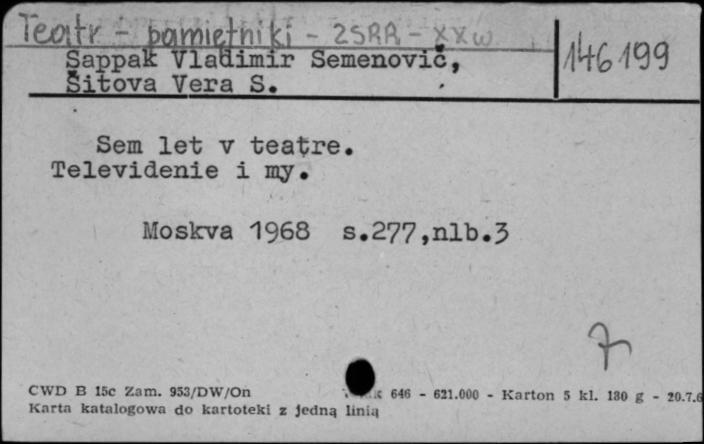 Teatr - pamiętniki - ZSRR - XX w
146199
Sappak Vladimir Semenovič,
Šitova Vera S.
Sem let v teatre.
Televidenie i my.
Moskva 1968 s.277,nlb.3
7
CWD B 15c Zam. 953/DW/On 646 - 621.000 - Karton 5 kl. 180 g - 20.7.6
Karta katalogowa do kartoteki z jedną linią